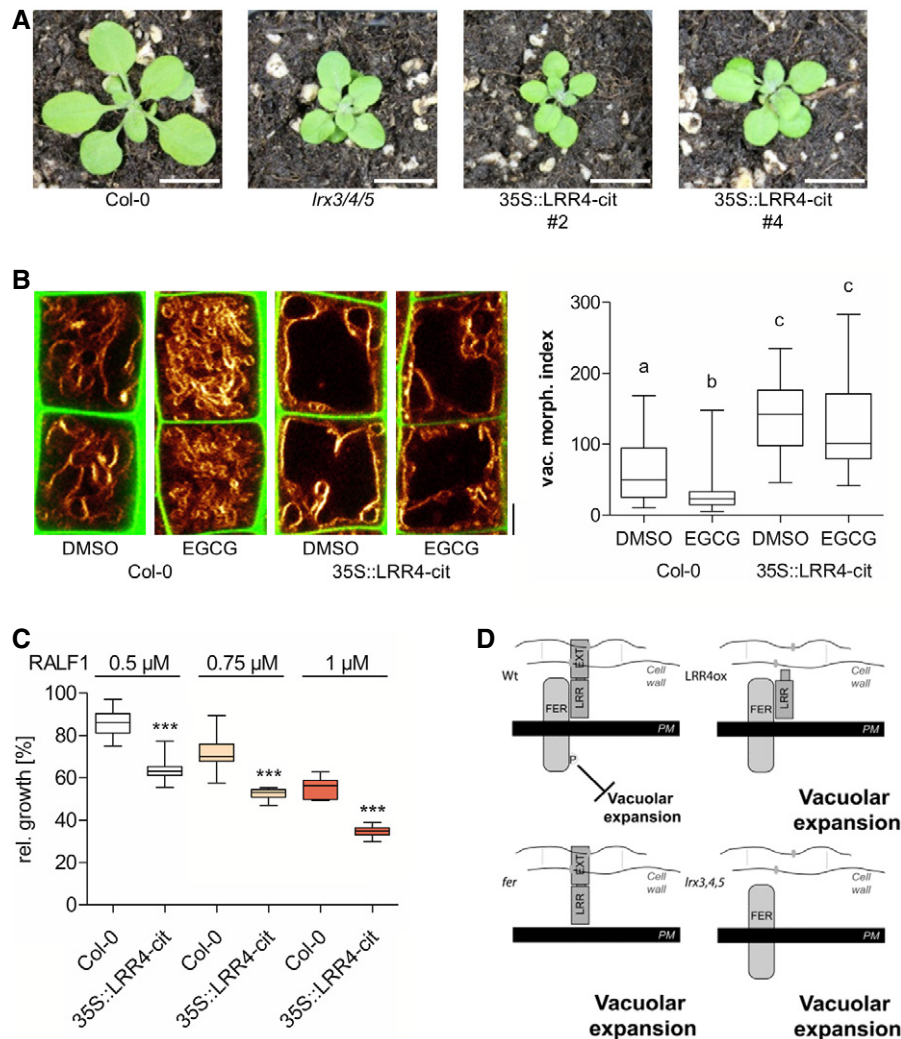 A
Col-0
lrx3/4/5
35S::LRR4-cit
#2
35S::LRR4-cit
#4
B
DMSO
EGCG
DMSO
EGCG
Col-0
35S::LRR4-cit
vac. morph. index
300
200
100
0
a
b
c
c
DMSO
EGCG
DMSO
EGCG
Col-0
35S::LRR4-cit
C
RALF1
0.5 µM
0.75 µM
1 µM
rel. growth [%]
100
80
60
40
20
0
***
***
***
Col-0
35S::LRR4-cit
Col-0
35S::LRR4-cit
Col-0
35S::LRR4-cit
D
Wt
EXT
Cell
wall
FER
LRR
PM
P
Vacuolar
expansion
LRR4ox
Cell
wall
FER
LRR
PM
Vacuolar
expansion
fer
EXT
Cell
wall
LRR
PM
Vacuolar
expansion
lrx3,4,5
Cell
wall
FER
PM
Vacuolar
expansion